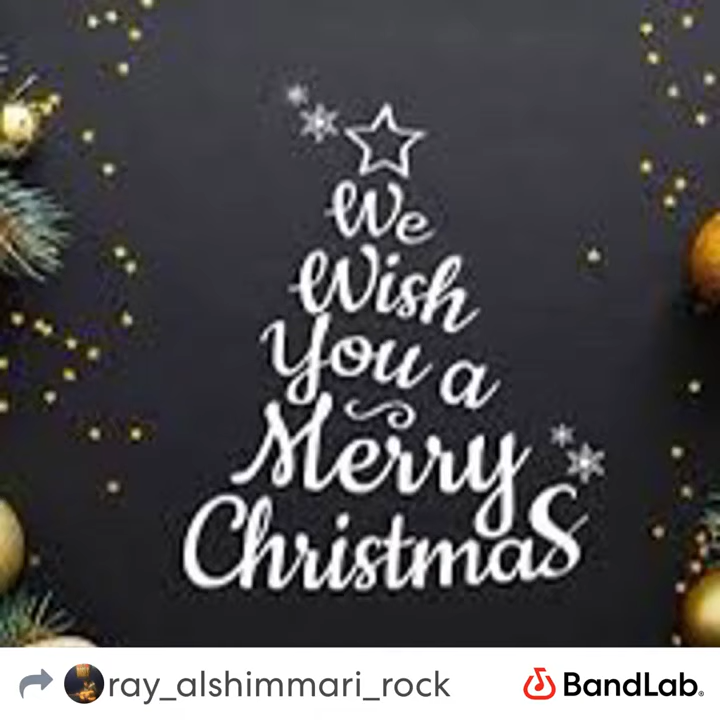 We
Wish
You a
Merry
Christmas
ray_alshimmari_rock
BandLab®